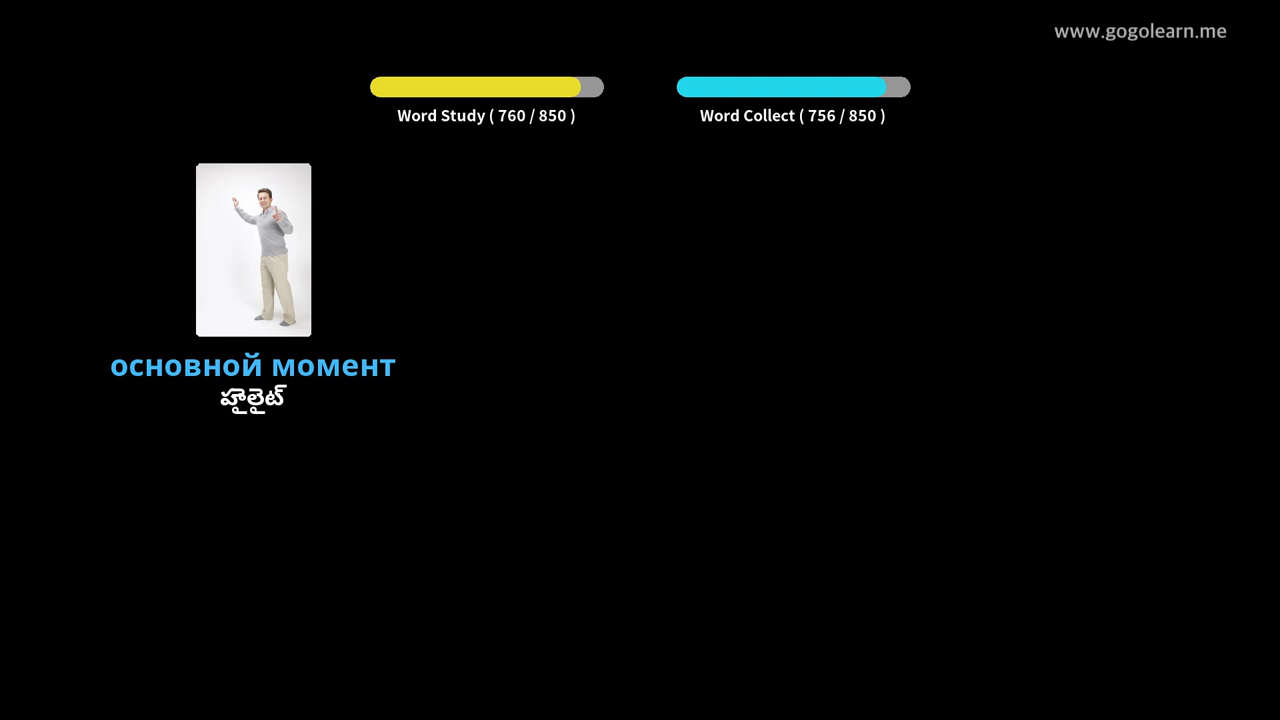 www.gogolearn.me
Word Study ( 760 / 850 )
Word Collect ( 756 / 850 )
основной момент
హైలైట్